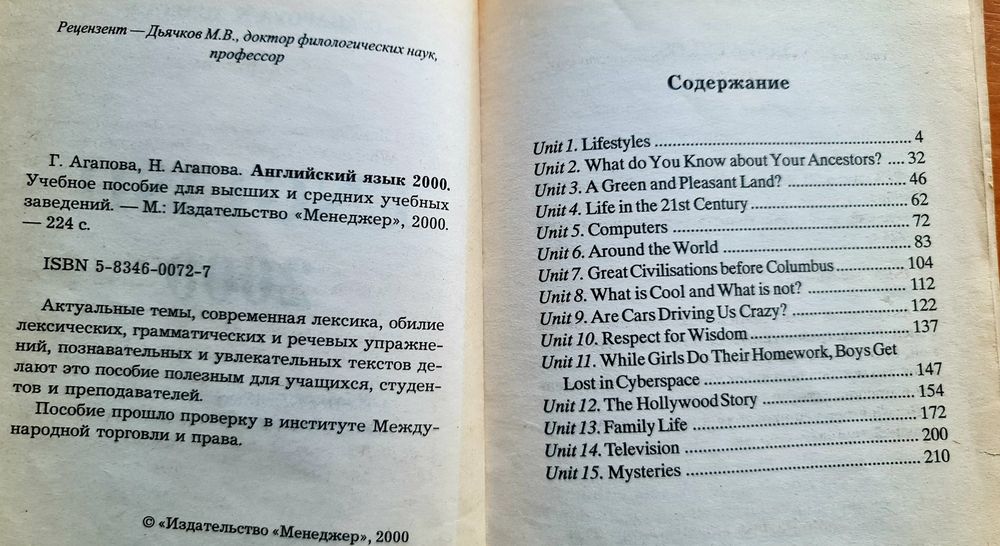 Рецензент — Дьячков М.В., доктор филологических наук,
профессор
Г. Агапова, Н. Агапова. Английский язык 2000.
Учебное пособие для высших и средних учебных
заведений. — М.: Издательство «Менеджер», 2000.
— 224 с.
ISBN 5-8346-0072-7
Актуальные темы, современная лексика, обилие
лексических, грамматических и речевых упражне-
ний, познавательных и увлекательных текстов де-
лают это пособие полезным для учащихся, студен-
тов и преподавателей.
Пособие прошло проверку в институте Между-
народной торговли и права.
© «Издательство «Менеджер», 2000
Содержание
Unit 1. Lifestyles ........ 4
Unit 2. What do You Know about Your Ancestors? .... 32
Unit 3. A Green and Pleasant Land? ........ 46
Unit 4. Life in the 21st Century ........ 62
Unit 5. Computers ........ 72
Unit 6. Around the World ........ 83
Unit 7. Great Civilisations before Columbus ........ 104
Unit 8. What is Cool and What is not? ........ 112
Unit 9. Are Cars Driving Us Crazy? ........ 122
Unit 10. Respect for Wisdom ........ 137
Unit 11. While Girls Do Their Homework, Boys Get
Lost in Cyberspace ........ 147
Unit 12. The Hollywood Story ........ 154
Unit 13. Family Life ........ 172
Unit 14. Television ........ 200
Unit 15. Mysteries ........ 210